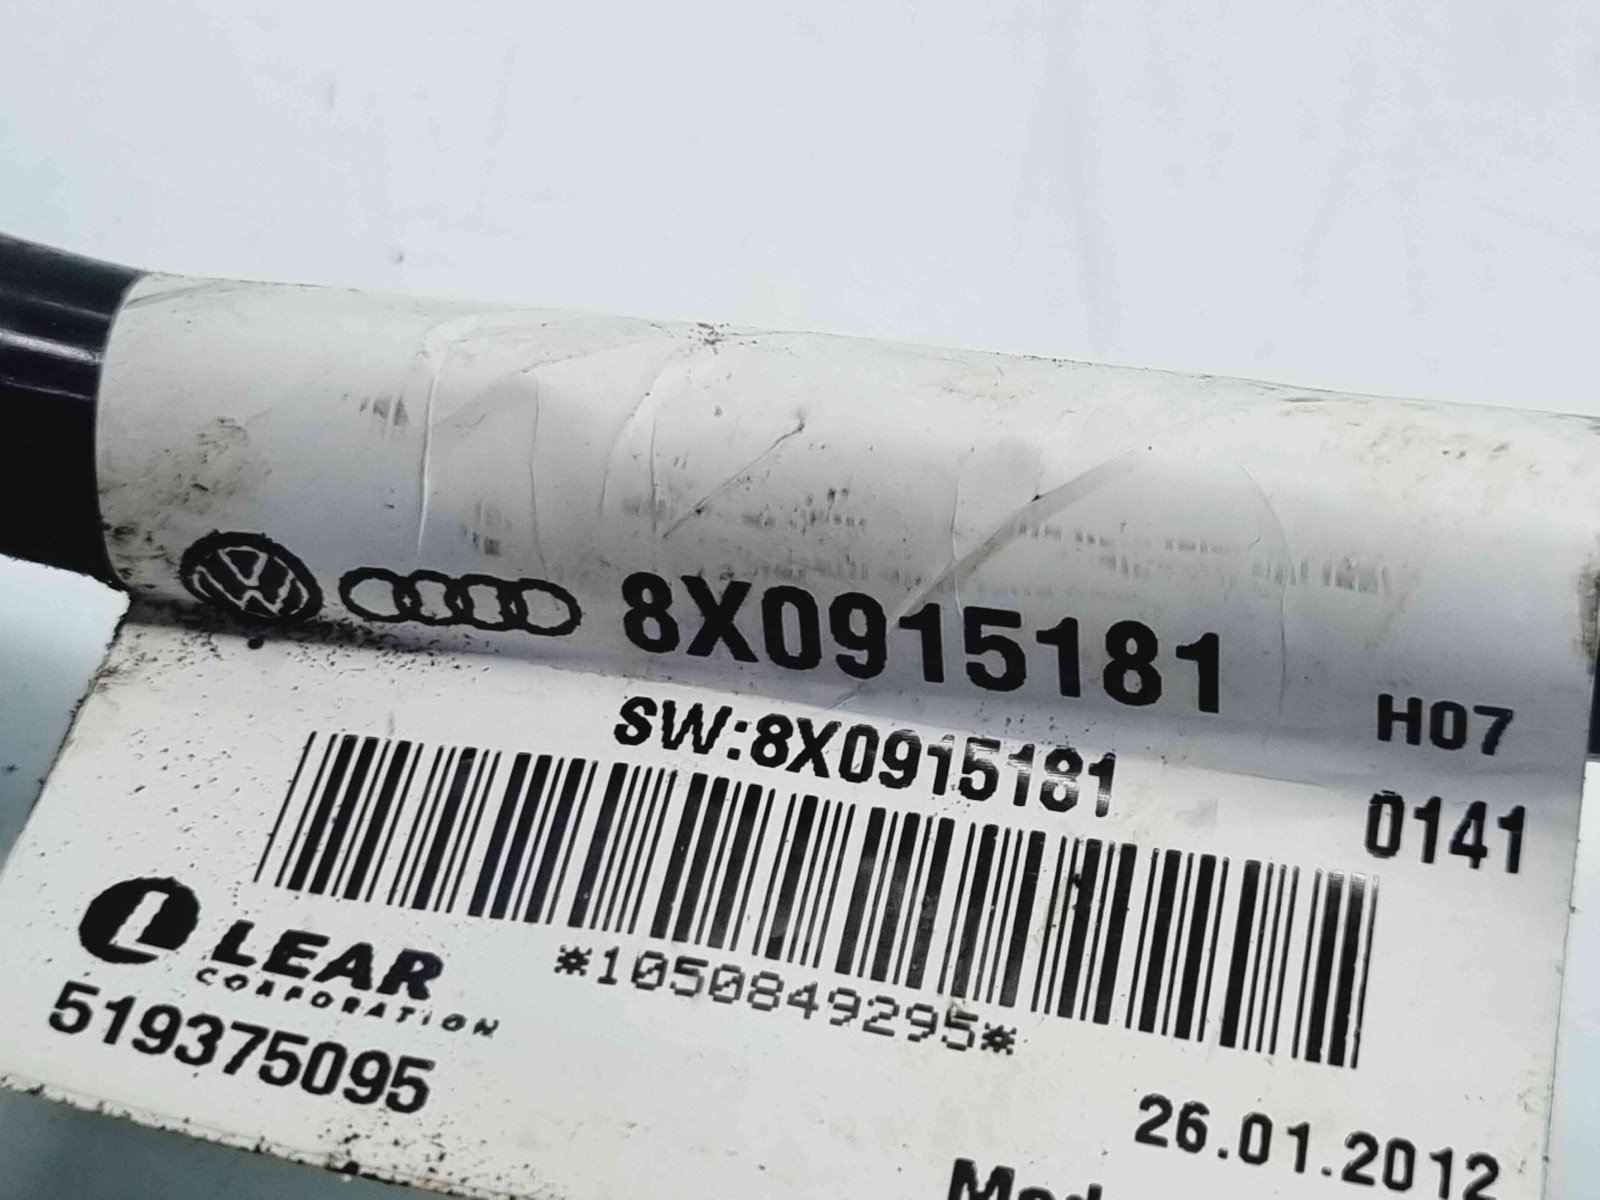 8X0915181
H07
SW:8X0915181
0141
LEAR
CORPORATION
*1050849295*
519375095
26.01.2012